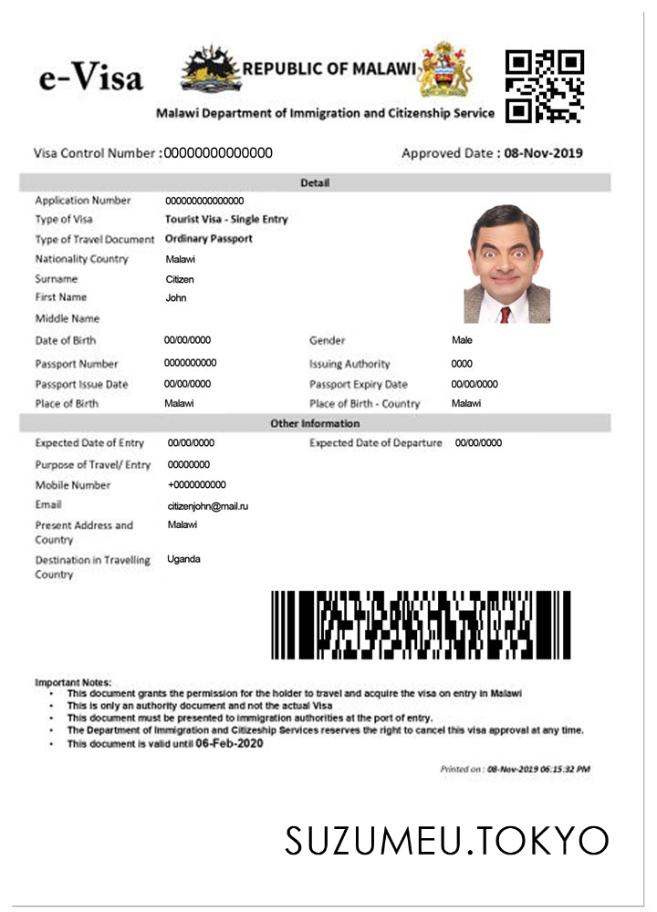 e-Visa
REPUBLIC OF MALAWI
Malawi Department of Immigration and Citizenship Service
Visa Control Number : 00000000000000
Approved Date : 08-Nov-2019
Detail
Application Number 000000000000000
Type of Visa Tourist Visa - Single Entry
Type of Travel Document Ordinary Passport
Nationality Country Malawi
Surname Citizen
First Name John
Middle Name
Date of Birth 00/00/0000 Gender Male
Passport Number 0000000000 Issuing Authority 0000
Passport Issue Date 00/00/0000 Passport Expiry Date 00/00/0000
Place of Birth Malawi Place of Birth - Country Malawi
Other Information
Expected Date of Entry 00/00/0000 Expected Date of Departure 00/00/0000
Purpose of Travel/ Entry 00000000
Mobile Number +0000000000
Email citizenjohn@mail.ru
Present Address and Malawi
Country
Destination in Travelling Uganda
Country
Important Notes:
• This document grants the permission for the holder to travel and acquire the visa on entry in Malawi
• This is only an authority document and not the actual Visa
• This document must be presented to immigration authorities at the port of entry.
• The Department of Immigration and Citizeship Services reserves the right to cancel this visa approval at any time.
• This document is valid until 06-Feb-2020
Printed on : 08-Nov-2019 06:15:32 PM
SUZUMEU.TOKYO